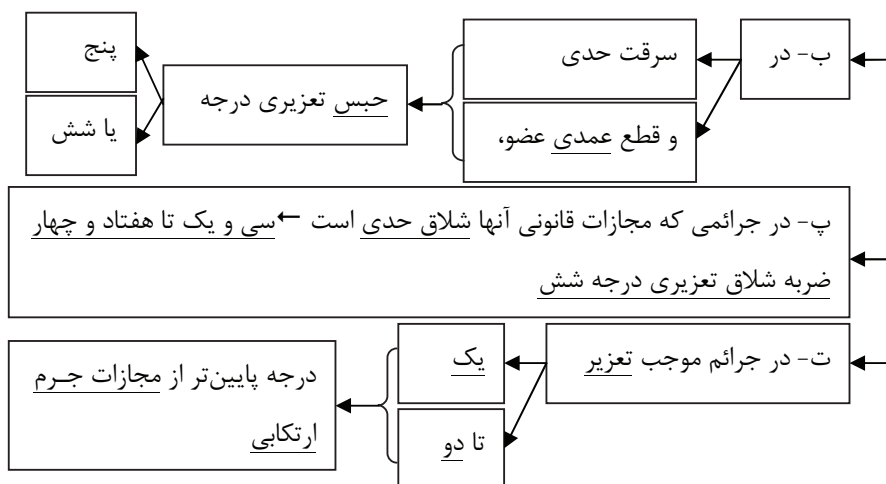 ب- در
سرقت حدی
و قطع عمدی عضو،
حبس تعزیری درجه
پنج
یا شش
پ- در جرائمی که مجازات قانونی آنها شلاق حدی است ←سی و یک تا هفتاد و چهار
ضربه شلاق تعزیری درجه شش
ت- در جرائم موجب تعزیر
یک
تا دو
درجه پایین‌تر از مجازات جـرم
ارتکابی